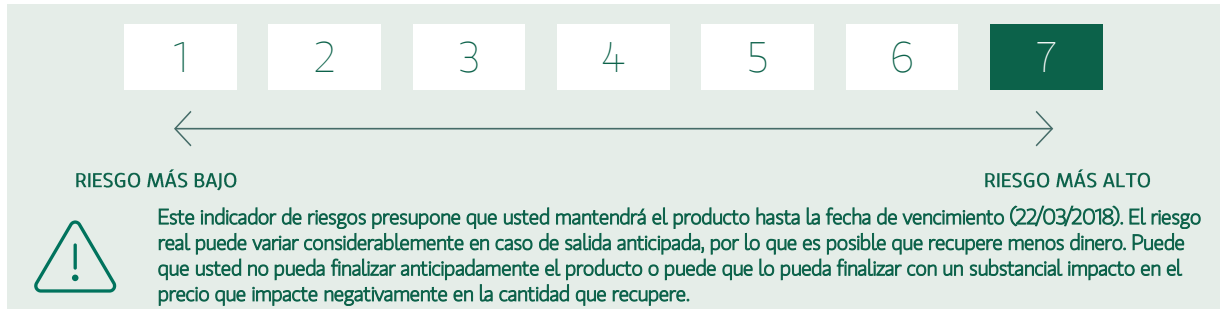 1 2 3 4 5 6 7
RIESGO MÁS BAJO RIESGO MÁS ALTO
Este indicador de riesgos presupone que usted mantendrá el producto hasta la fecha de vencimiento (22/03/2018). El riesgo
real puede variar considerablemente en caso de salida anticipada, por lo que es posible que recupere menos dinero. Puede
que usted no pueda finalizar anticipadamente el producto o puede que lo pueda finalizar con un substancial impacto en el
precio que impacte negativamente en la cantidad que recupere.